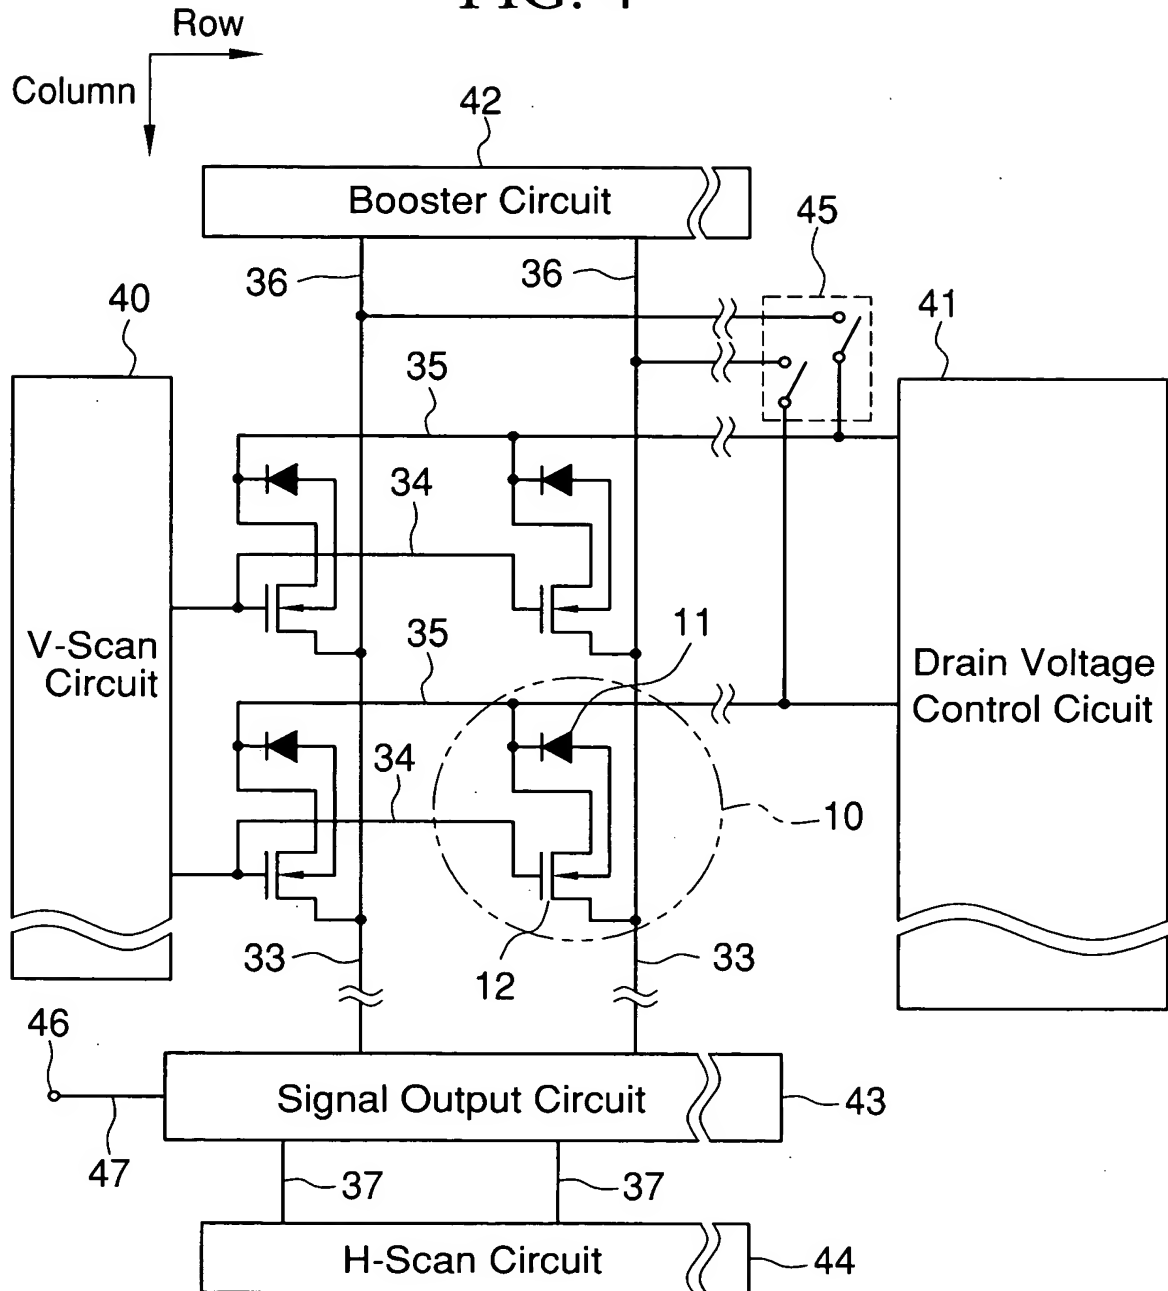 FIG. 4
Row
Column
42
Booster Circuit
45
36
36
40
41
35
34
V-Scan
Circuit
35
11
Drain Voltage
Control Cicuit
34
10
33
12
33
46
Signal Output Circuit
43
47
37
37
H-Scan Circuit
44